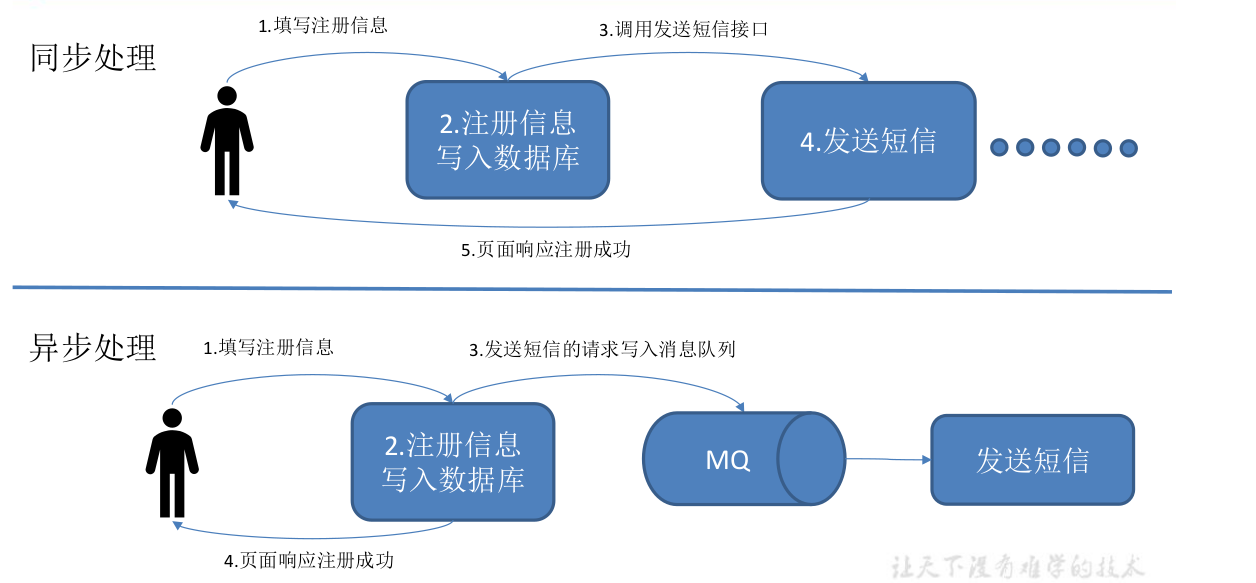 同步处理
1.填写注册信息
3.调用发送短信接口
2.注册信息
写入数据库
4.发送短信
5.页面响应注册成功
异步处理
1.填写注册信息
3.发送短信的请求写入消息队列
2.注册信息
写入数据库
MQ
发送短信
4.页面响应注册成功
让天下没有难学的技术